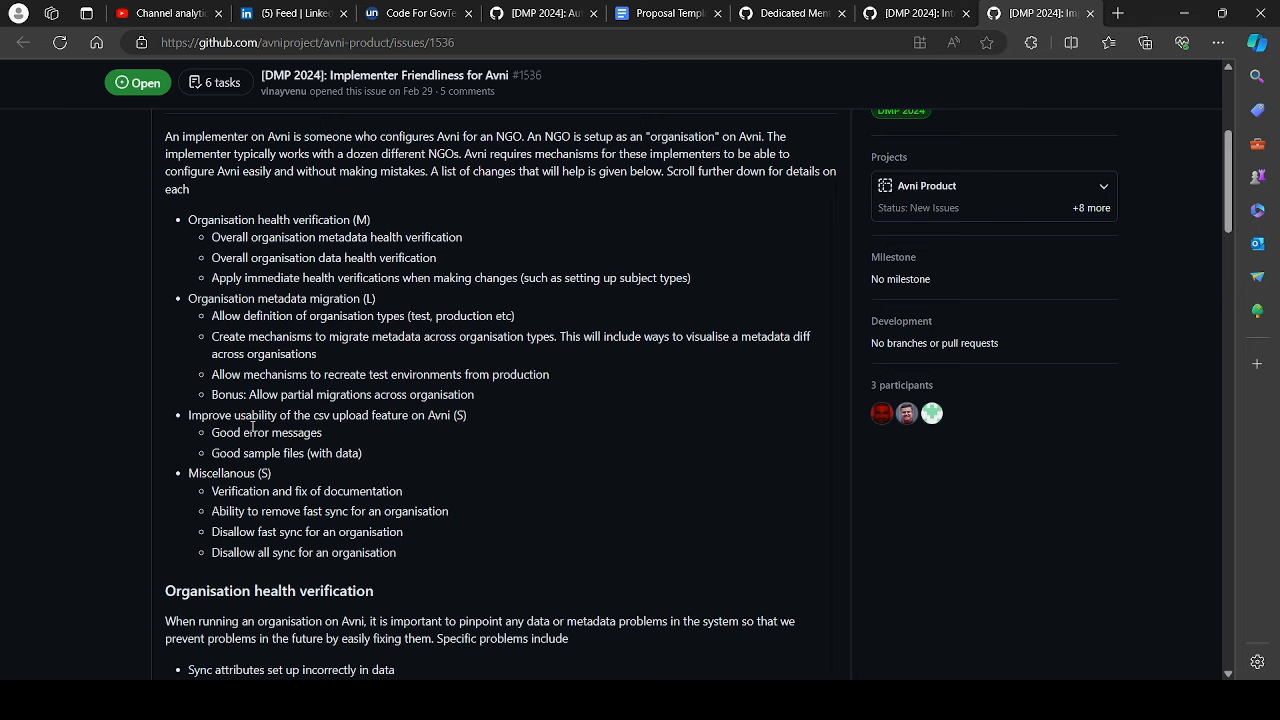 Channel analytic
(5) Feed | Linke
Code For GovTe
[DMP 2024]: Au
Proposal Templ
Dedicated Men
[DMP 2024]: Int
[DMP 2024]: Im
https://github.com/avniproject/avni-product/issues/1536
Open
6 tasks
[DMP 2024]: Implementer Friendliness for Avni #1536
vinayvenu opened this issue on Feb 29 · 5 comments
An implementer on Avni is someone who configures Avni for an NGO. An NGO is setup as an "organisation" on Avni. The
implementer typically works with a dozen different NGOs. Avni requires mechanisms for these implementers to be able to
configure Avni easily and without making mistakes. A list of changes that will help is given below. Scroll further down for details on
each
• Organisation health verification (M)
Overall organisation metadata health verification
Overall organisation data health verification
Apply immediate health verifications when making changes (such as setting up subject types)
• Organisation metadata migration (L)
Allow definition of organisation types (test, production etc)
Create mechanisms to migrate metadata across organisation types. This will include ways to visualise a metadata diff
across organisations
Allow mechanisms to recreate test environments from production
Bonus: Allow partial migrations across organisation
• Improve usability of the csv upload feature on Avni (S)
Good error messages
Good sample files (with data)
• Miscellanous (S)
Verification and fix of documentation
Ability to remove fast sync for an organisation
Disallow fast sync for an organisation
Disallow all sync for an organisation
Organisation health verification
When running an organisation on Avni, it is important to pinpoint any data or metadata problems in the system so that we
prevent problems in the future by easily fixing them. Specific problems include
• Sync attributes set up incorrectly in data
DMP 2024
Projects
Avni Product
Status: New Issues
+8 more
Milestone
No milestone
Development
No branches or pull requests
3 participants